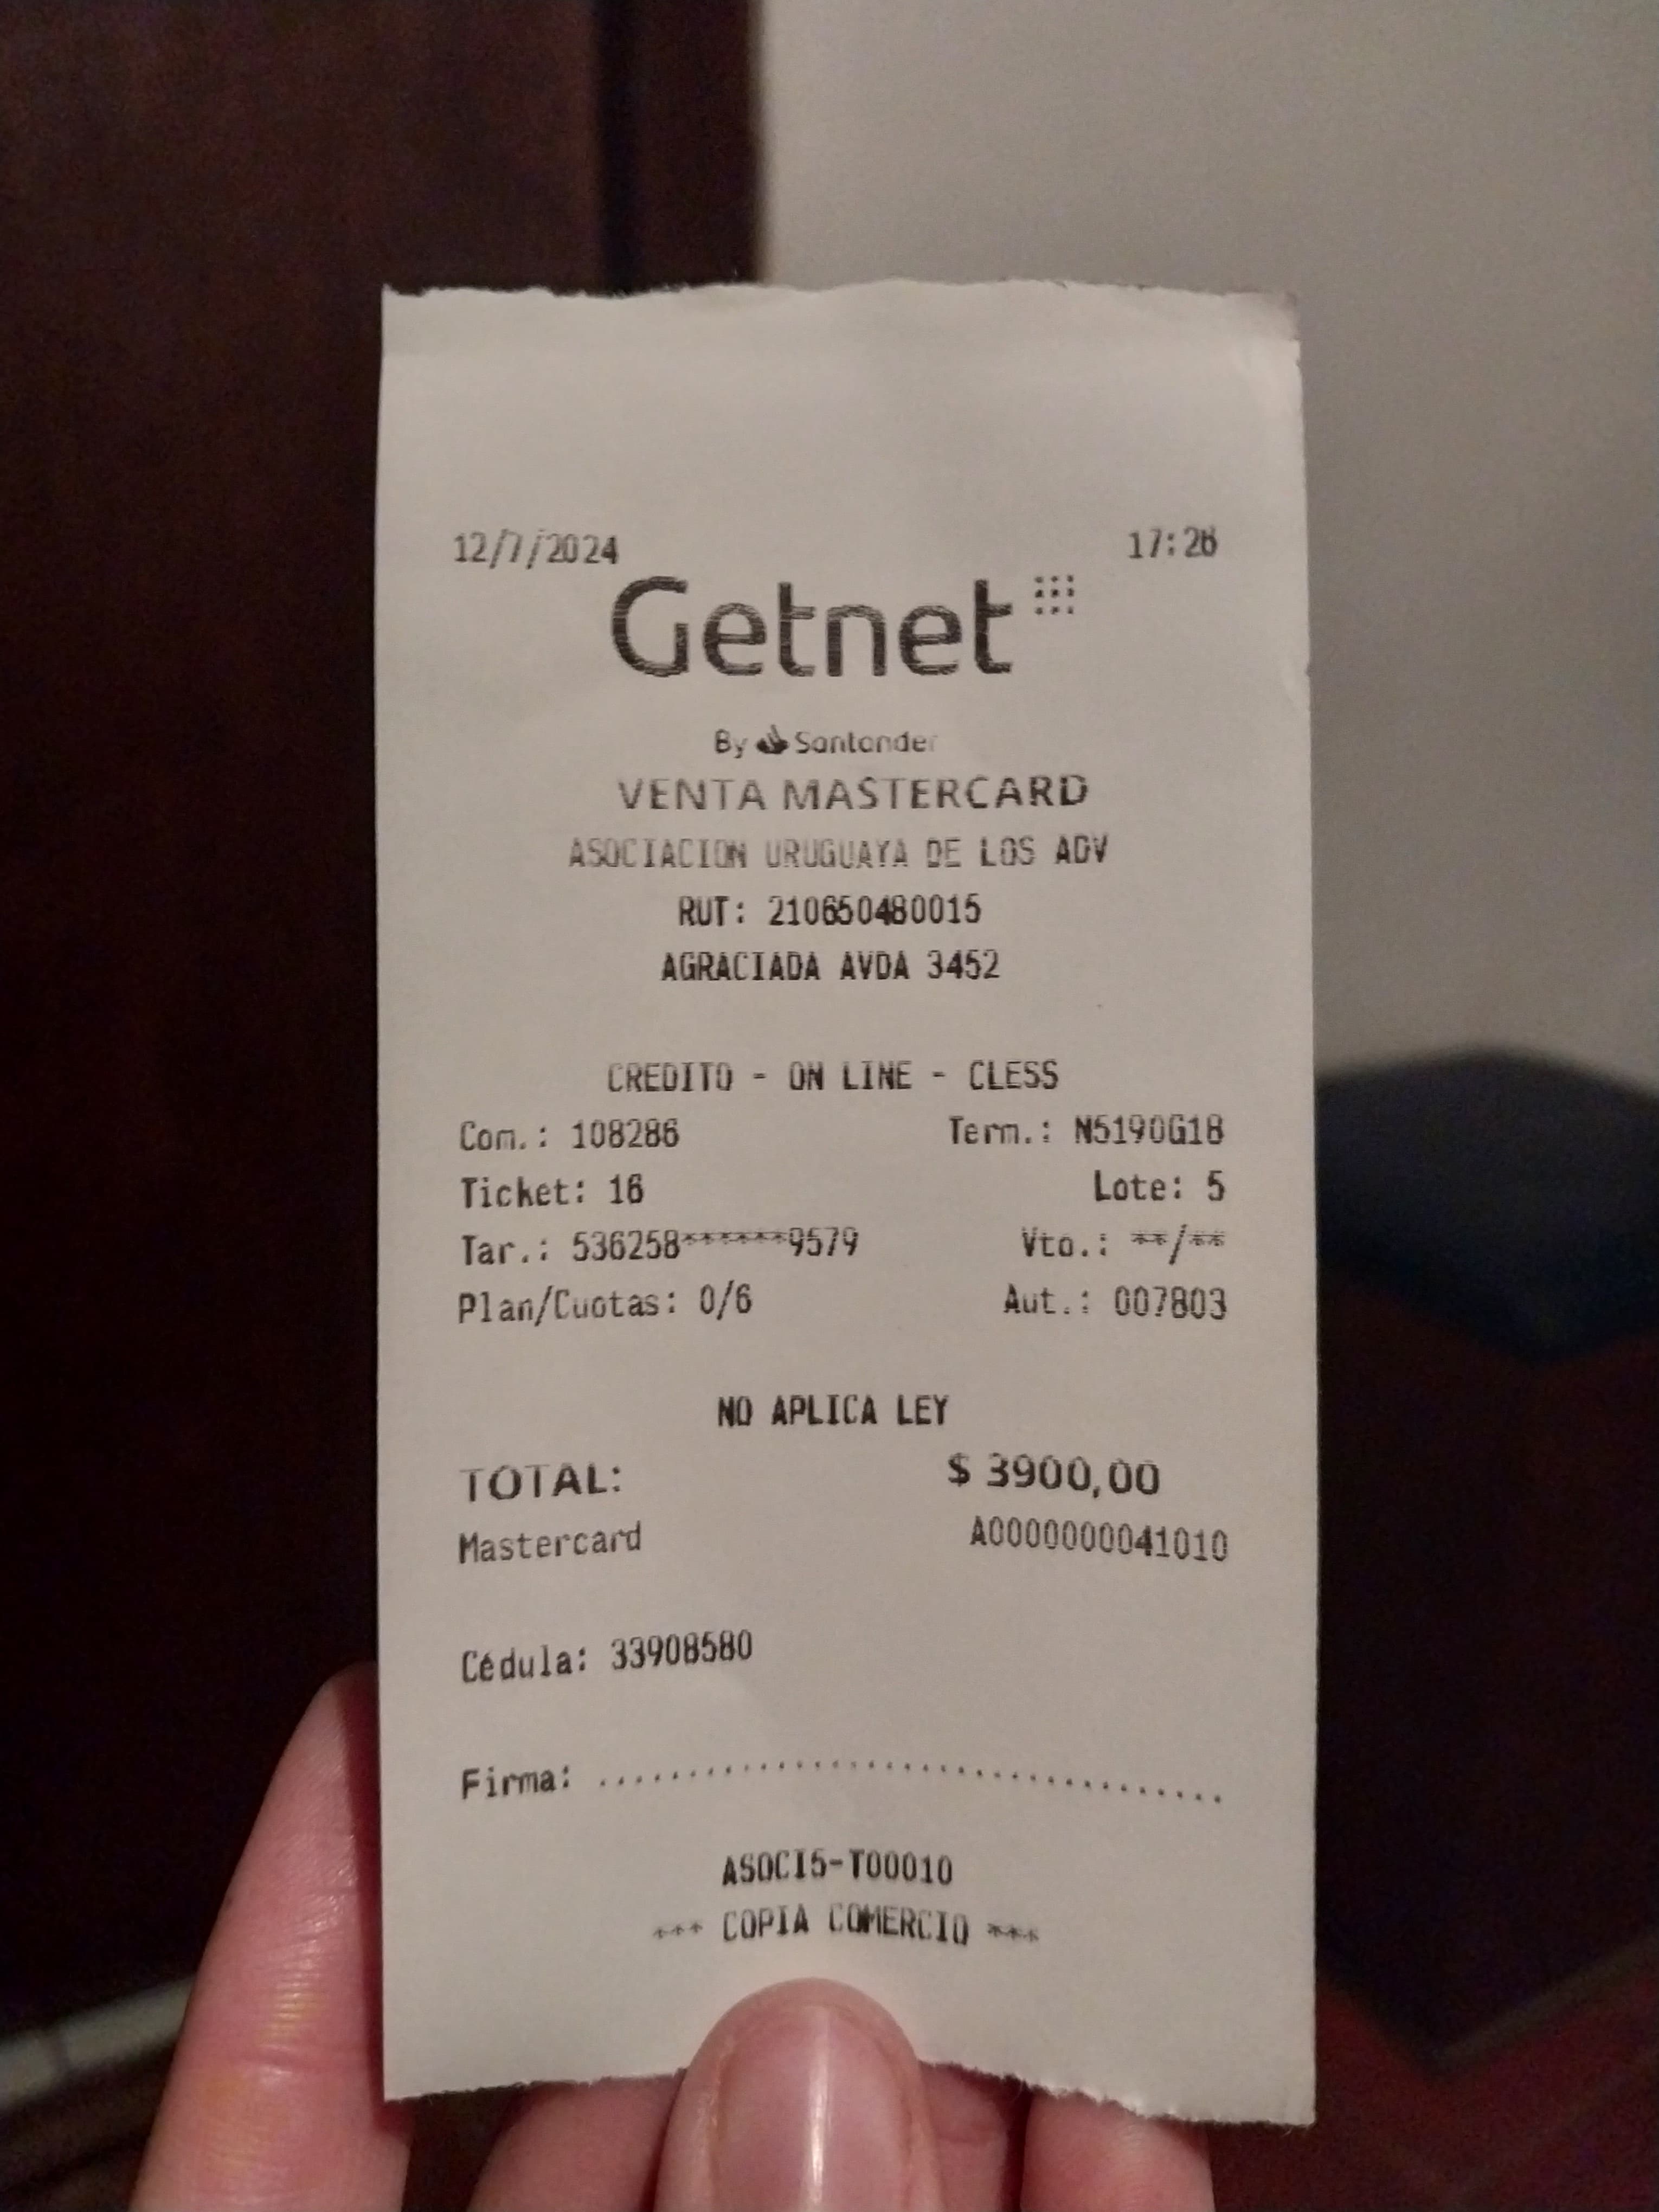 12/7/2024 17:26
Getnet
By Santander
VENTA MASTERCARD
ASOCIACION URUGUAYA DE LOS ADV
RUT: 210650480015
AGRACIADA AVDA 3452
CREDITO - ON LINE - CLESS
Com.: 108286 Term.: N5190G18
Ticket: 16 Lote: 5
Tar.: 536258******9579 Vto.: **/**
Plan/Cuotas: 0/6 Aut.: 007803
NO APLICA LEY
TOTAL: $ 3900,00
Mastercard A0000000041010
Cédula: 33908580
Firma: ......................................
ASOCI5-T00010
*** COPIA COMERCIO ***